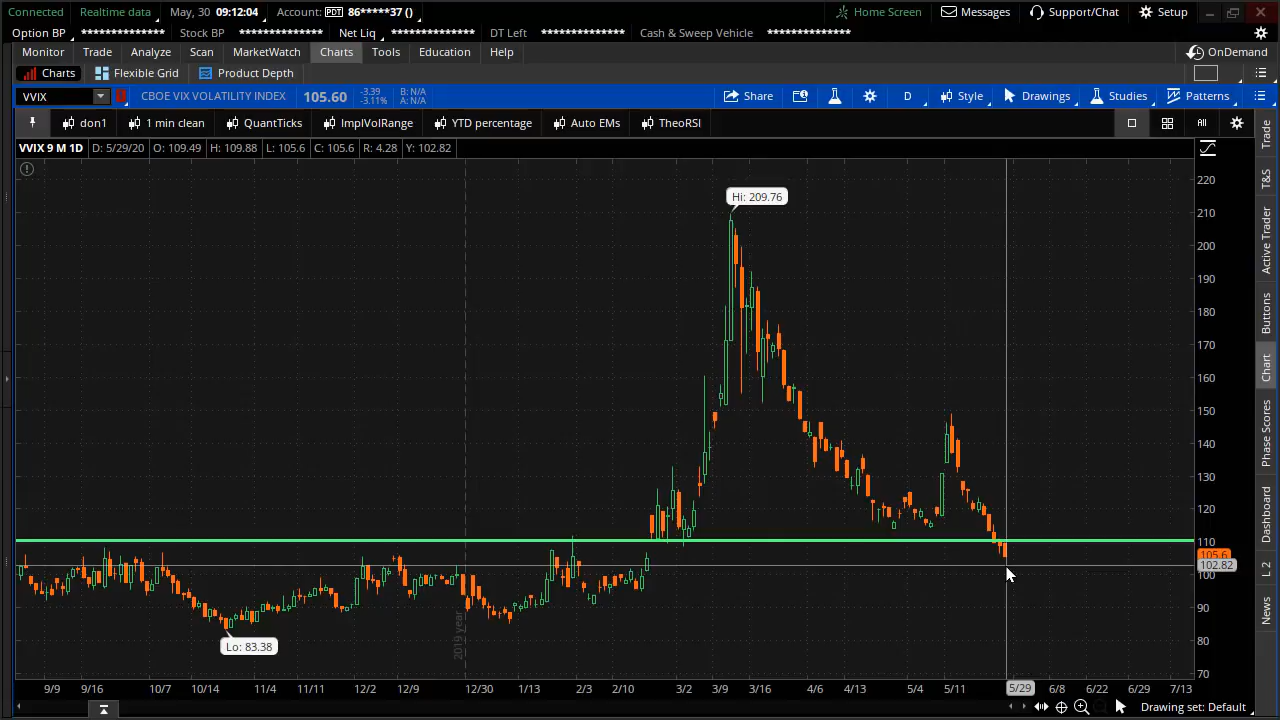 Connected Realtime data May, 30 09:12:04 Account: PDT 86*****37 () Home Screen Messages Support/Chat Setup
Option BP ************** Stock BP ************** Net Liq ************** DT Left ************** Cash & Sweep Vehicle **************
Monitor Trade Analyze Scan MarketWatch Charts Tools Education Help OnDemand
Charts Flexible Grid Product Depth
VVIX CBOE VIX VOLATILITY INDEX 105.60 -3.39 -3.11% B: N/A A: N/A Share D Style Drawings Studies Patterns
don1 1 min clean QuantTicks ImplVolRange YTD percentage Auto EMs TheoRSI All
VVIX 9 M 1D D: 5/29/20 O: 109.49 H: 109.88 L: 105.6 C: 105.6 R: 4.28 Y: 102.82
Hi: 209.76
Lo: 83.38
2019 year
220
210
200
190
180
170
160
150
140
130
120
110
105.6
102.82
100
90
80
70
9/9 9/16 10/7 10/14 11/4 11/11 12/2 12/9 12/30 1/13 2/3 2/10 3/2 3/9 3/16 4/6 4/13 5/4 5/11 5/29 6/8 6/22 6/29 7/13
Drawing set: Default
Trade
T&S
Active Trader
Buttons
Chart
Phase Scores
Dashboard
L 2
News